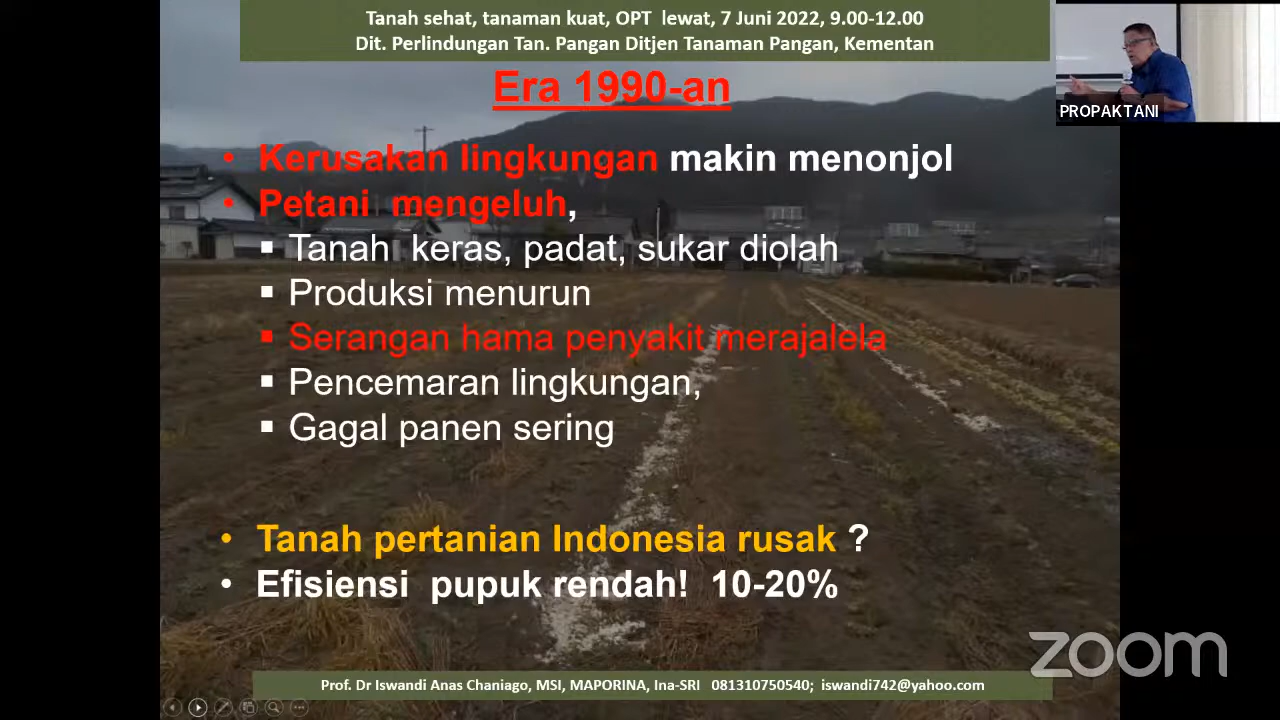 Tanah sehat, tanaman kuat, OPT lewat, 7 Juni 2022, 9.00-12.00
Dit. Perlindungan Tan. Pangan Ditjen Tanaman Pangan, Kementan
PROPAKTANI
Era 1990-an
• Kerusakan lingkungan makin menonjol
• Petani mengeluh,
▪ Tanah keras, padat, sukar diolah
▪ Produksi menurun
▪ Serangan hama penyakit merajalela
▪ Pencemaran lingkungan,
▪ Gagal panen sering
• Tanah pertanian Indonesia rusak ?
• Efisiensi pupuk rendah! 10-20%
zoom
Prof. Dr Iswandi Anas Chaniago, MSI, MAPORINA, Ina-SRI 081310750540; iswandi742@yahoo.com